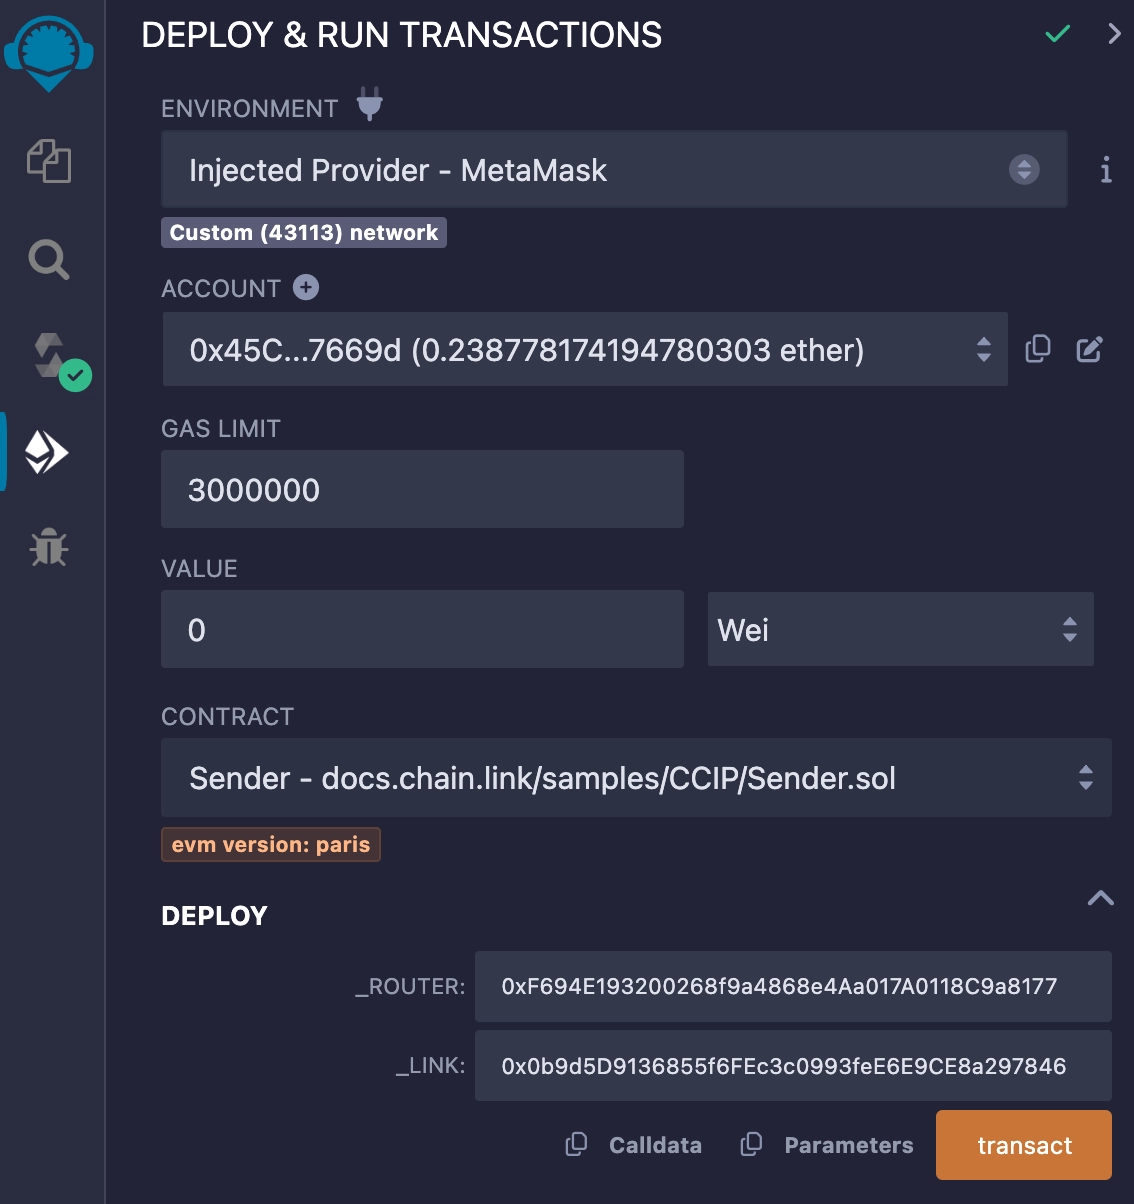 DEPLOY & RUN TRANSACTIONS
ENVIRONMENT
Injected Provider - MetaMask
i
Custom (43113) network
ACCOUNT
0x45C...7669d (0.238778174194780303 ether)
GAS LIMIT
3000000
VALUE
0 Wei
CONTRACT
Sender - docs.chain.link/samples/CCIP/Sender.sol
evm version: paris
DEPLOY
_ROUTER: 0xF694E193200268f9a4868e4Aa017A0118C9a8177
_LINK: 0x0b9d5D9136855f6FEc3c0993feE6E9CE8a297846
Calldata Parameters transact